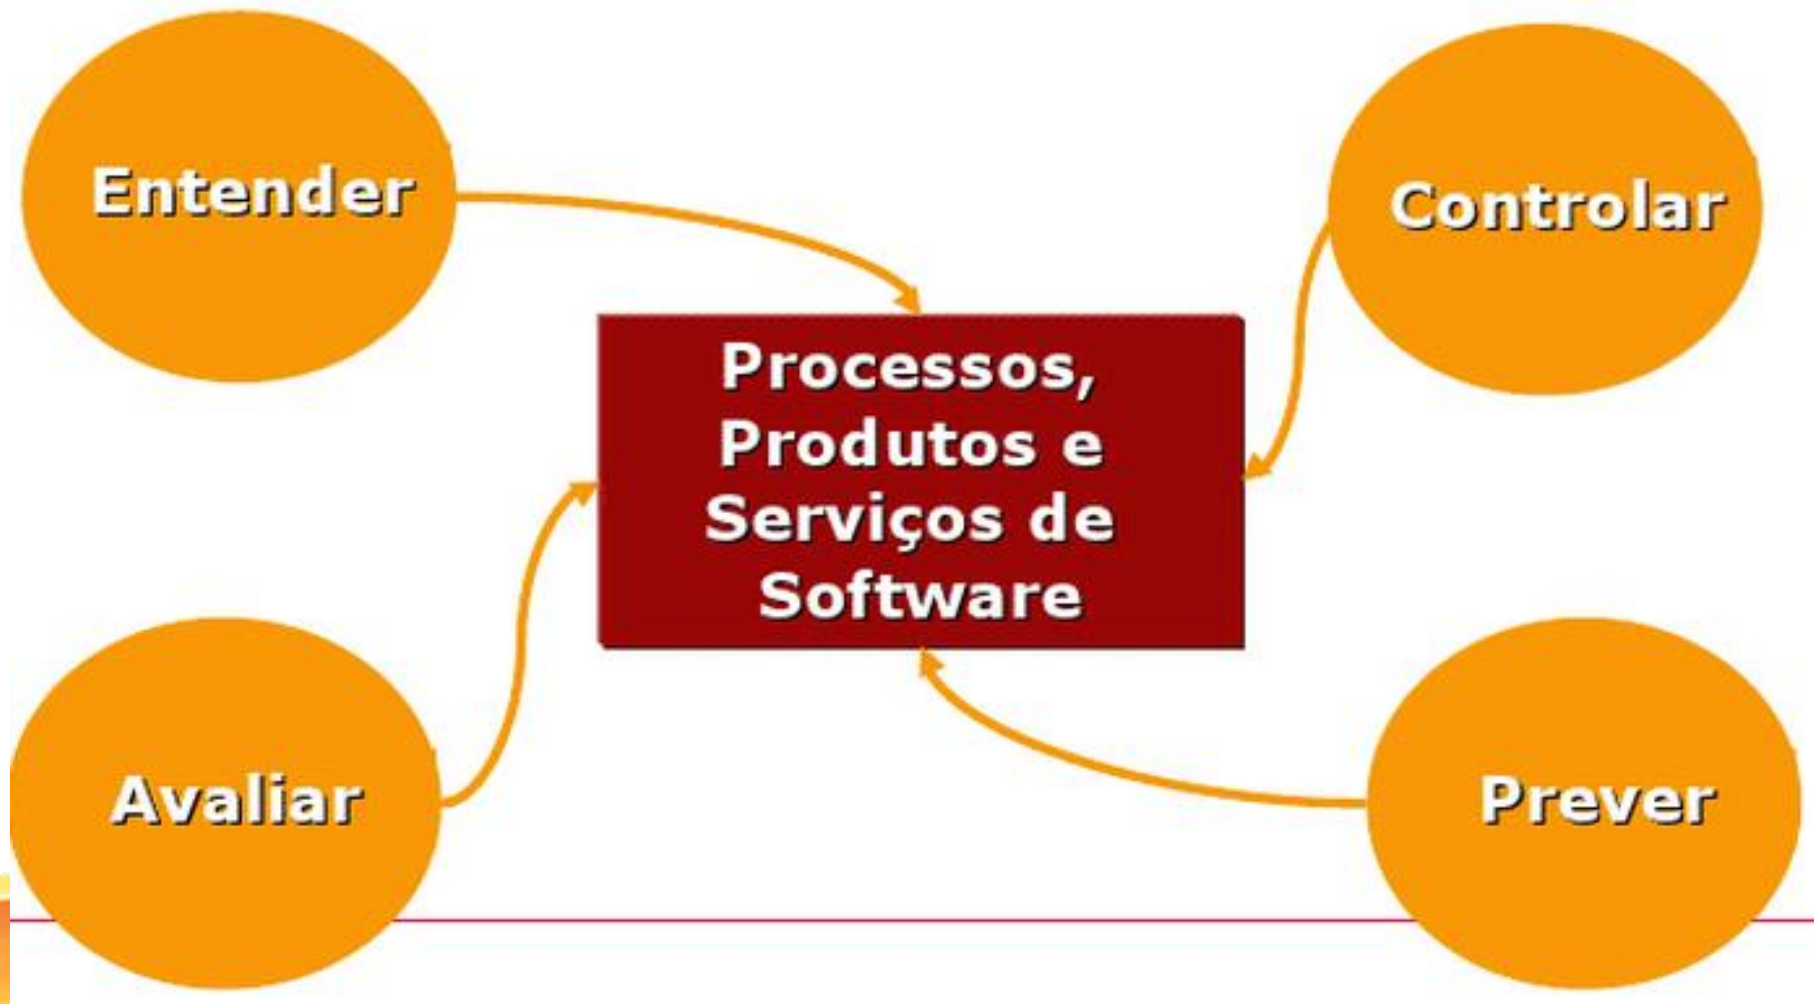 Entender
Controlar
Processos,
Produtos e
Serviços de
Software
Avaliar
Prever